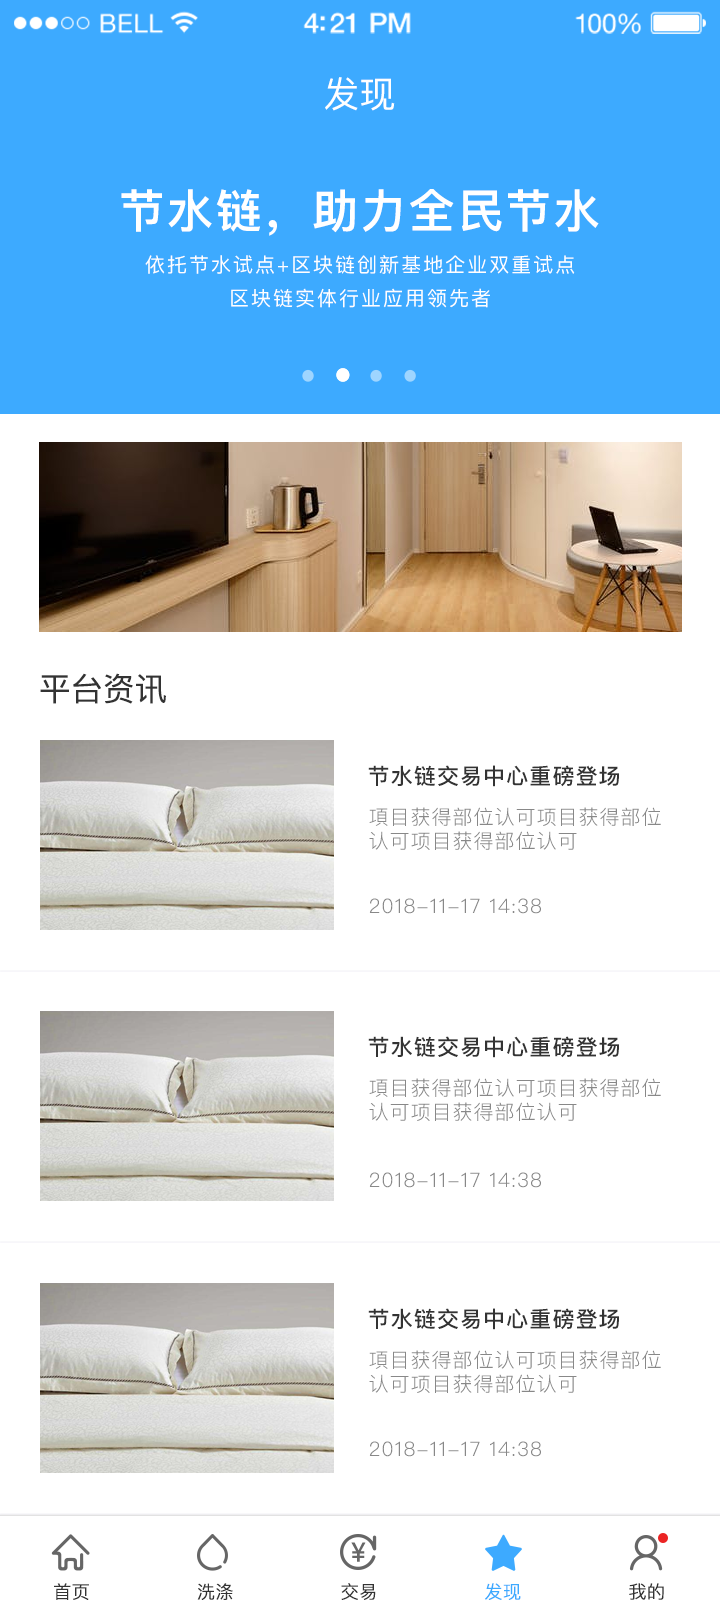 BELL 4:21 PM 100%
发现
节水链，助力全民节水
依托节水试点+区块链创新基地企业双重试点
区块链实体行业应用领先者
平台资讯
节水链交易中心重磅登场
項目获得部位认可项目获得部位
认可项目获得部位认可
2018-11-17 14:38
节水链交易中心重磅登场
項目获得部位认可项目获得部位
认可项目获得部位认可
2018-11-17 14:38
节水链交易中心重磅登场
項目获得部位认可项目获得部位
认可项目获得部位认可
2018-11-17 14:38
首页 洗涤 交易 发现 我的